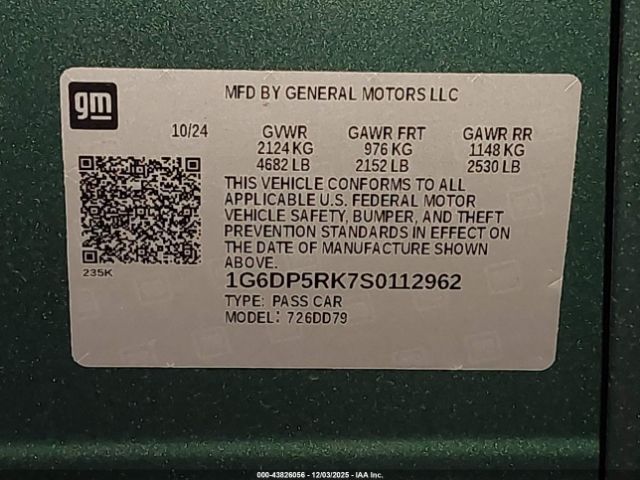 gm
MFD BY GENERAL MOTORS LLC
10/24 GVWR GAWR FRT GAWR RR
2124 KG 976 KG 1148 KG
4682 LB 2152 LB 2530 LB
THIS VEHICLE CONFORMS TO ALL
APPLICABLE U.S. FEDERAL MOTOR
VEHICLE SAFETY, BUMPER, AND THEFT
PREVENTION STANDARDS IN EFFECT ON
THE DATE OF MANUFACTURE SHOWN
ABOVE.
235K
1G6DP5RK7S0112962
TYPE: PASS CAR
MODEL: 726DD79
000-43826056 - 12/03/2025 - IAA Inc.